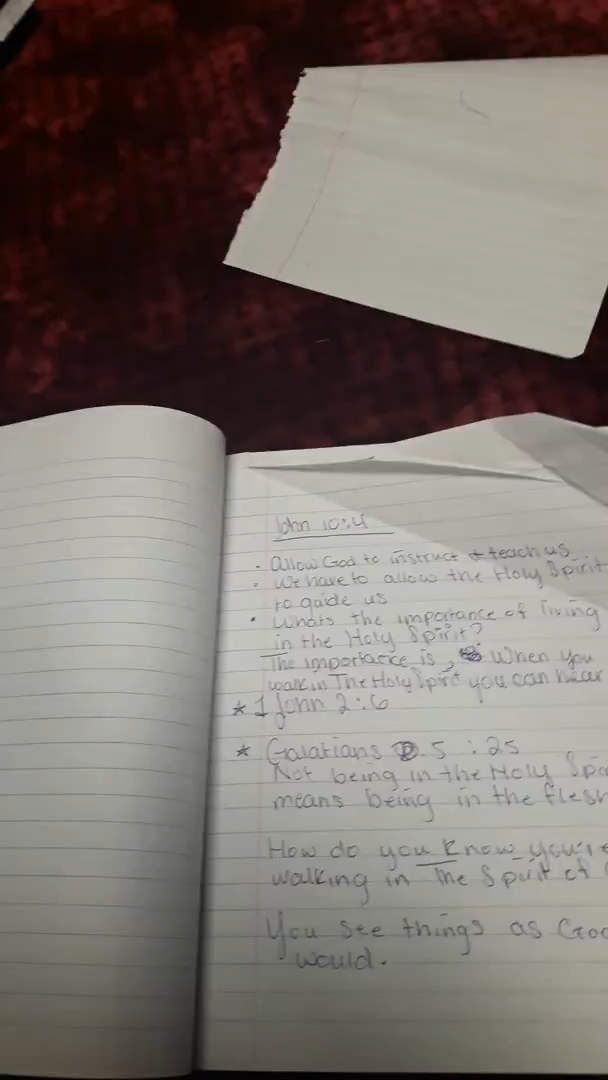 John 10:4
· Allow God to instruct & teach us
· We have to allow the Holy Spirit
to guide us
· Whats the importance of living
in the Holy Spirit?
The importance is, When you
walk in The Holy Spirit you can hear
* 1 John 2:6
* Galatians 5:25
Not being in the Holy
means being in the flesh
How do you know you're
walking in The Spirit of
You see things as God
would.